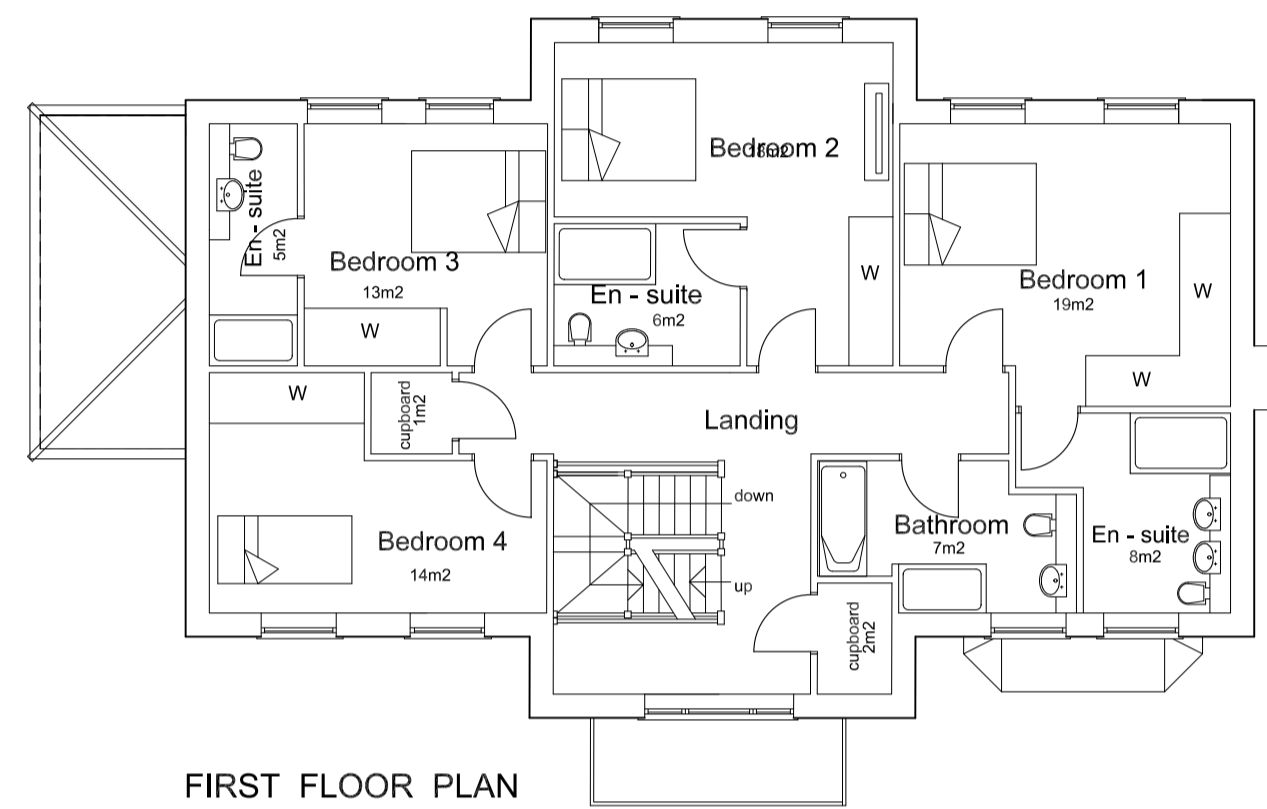 Bedroom 2
18m2
En - suite
5m2
Bedroom 3
13m2
W
En - suite
6m2
W
Bedroom 1
19m2
W
W
W
cupboard
1m2
Landing
down
up
Bedroom 4
14m2
Bathroom
7m2
En - suite
8m2
cupboard
2m2
FIRST FLOOR PLAN